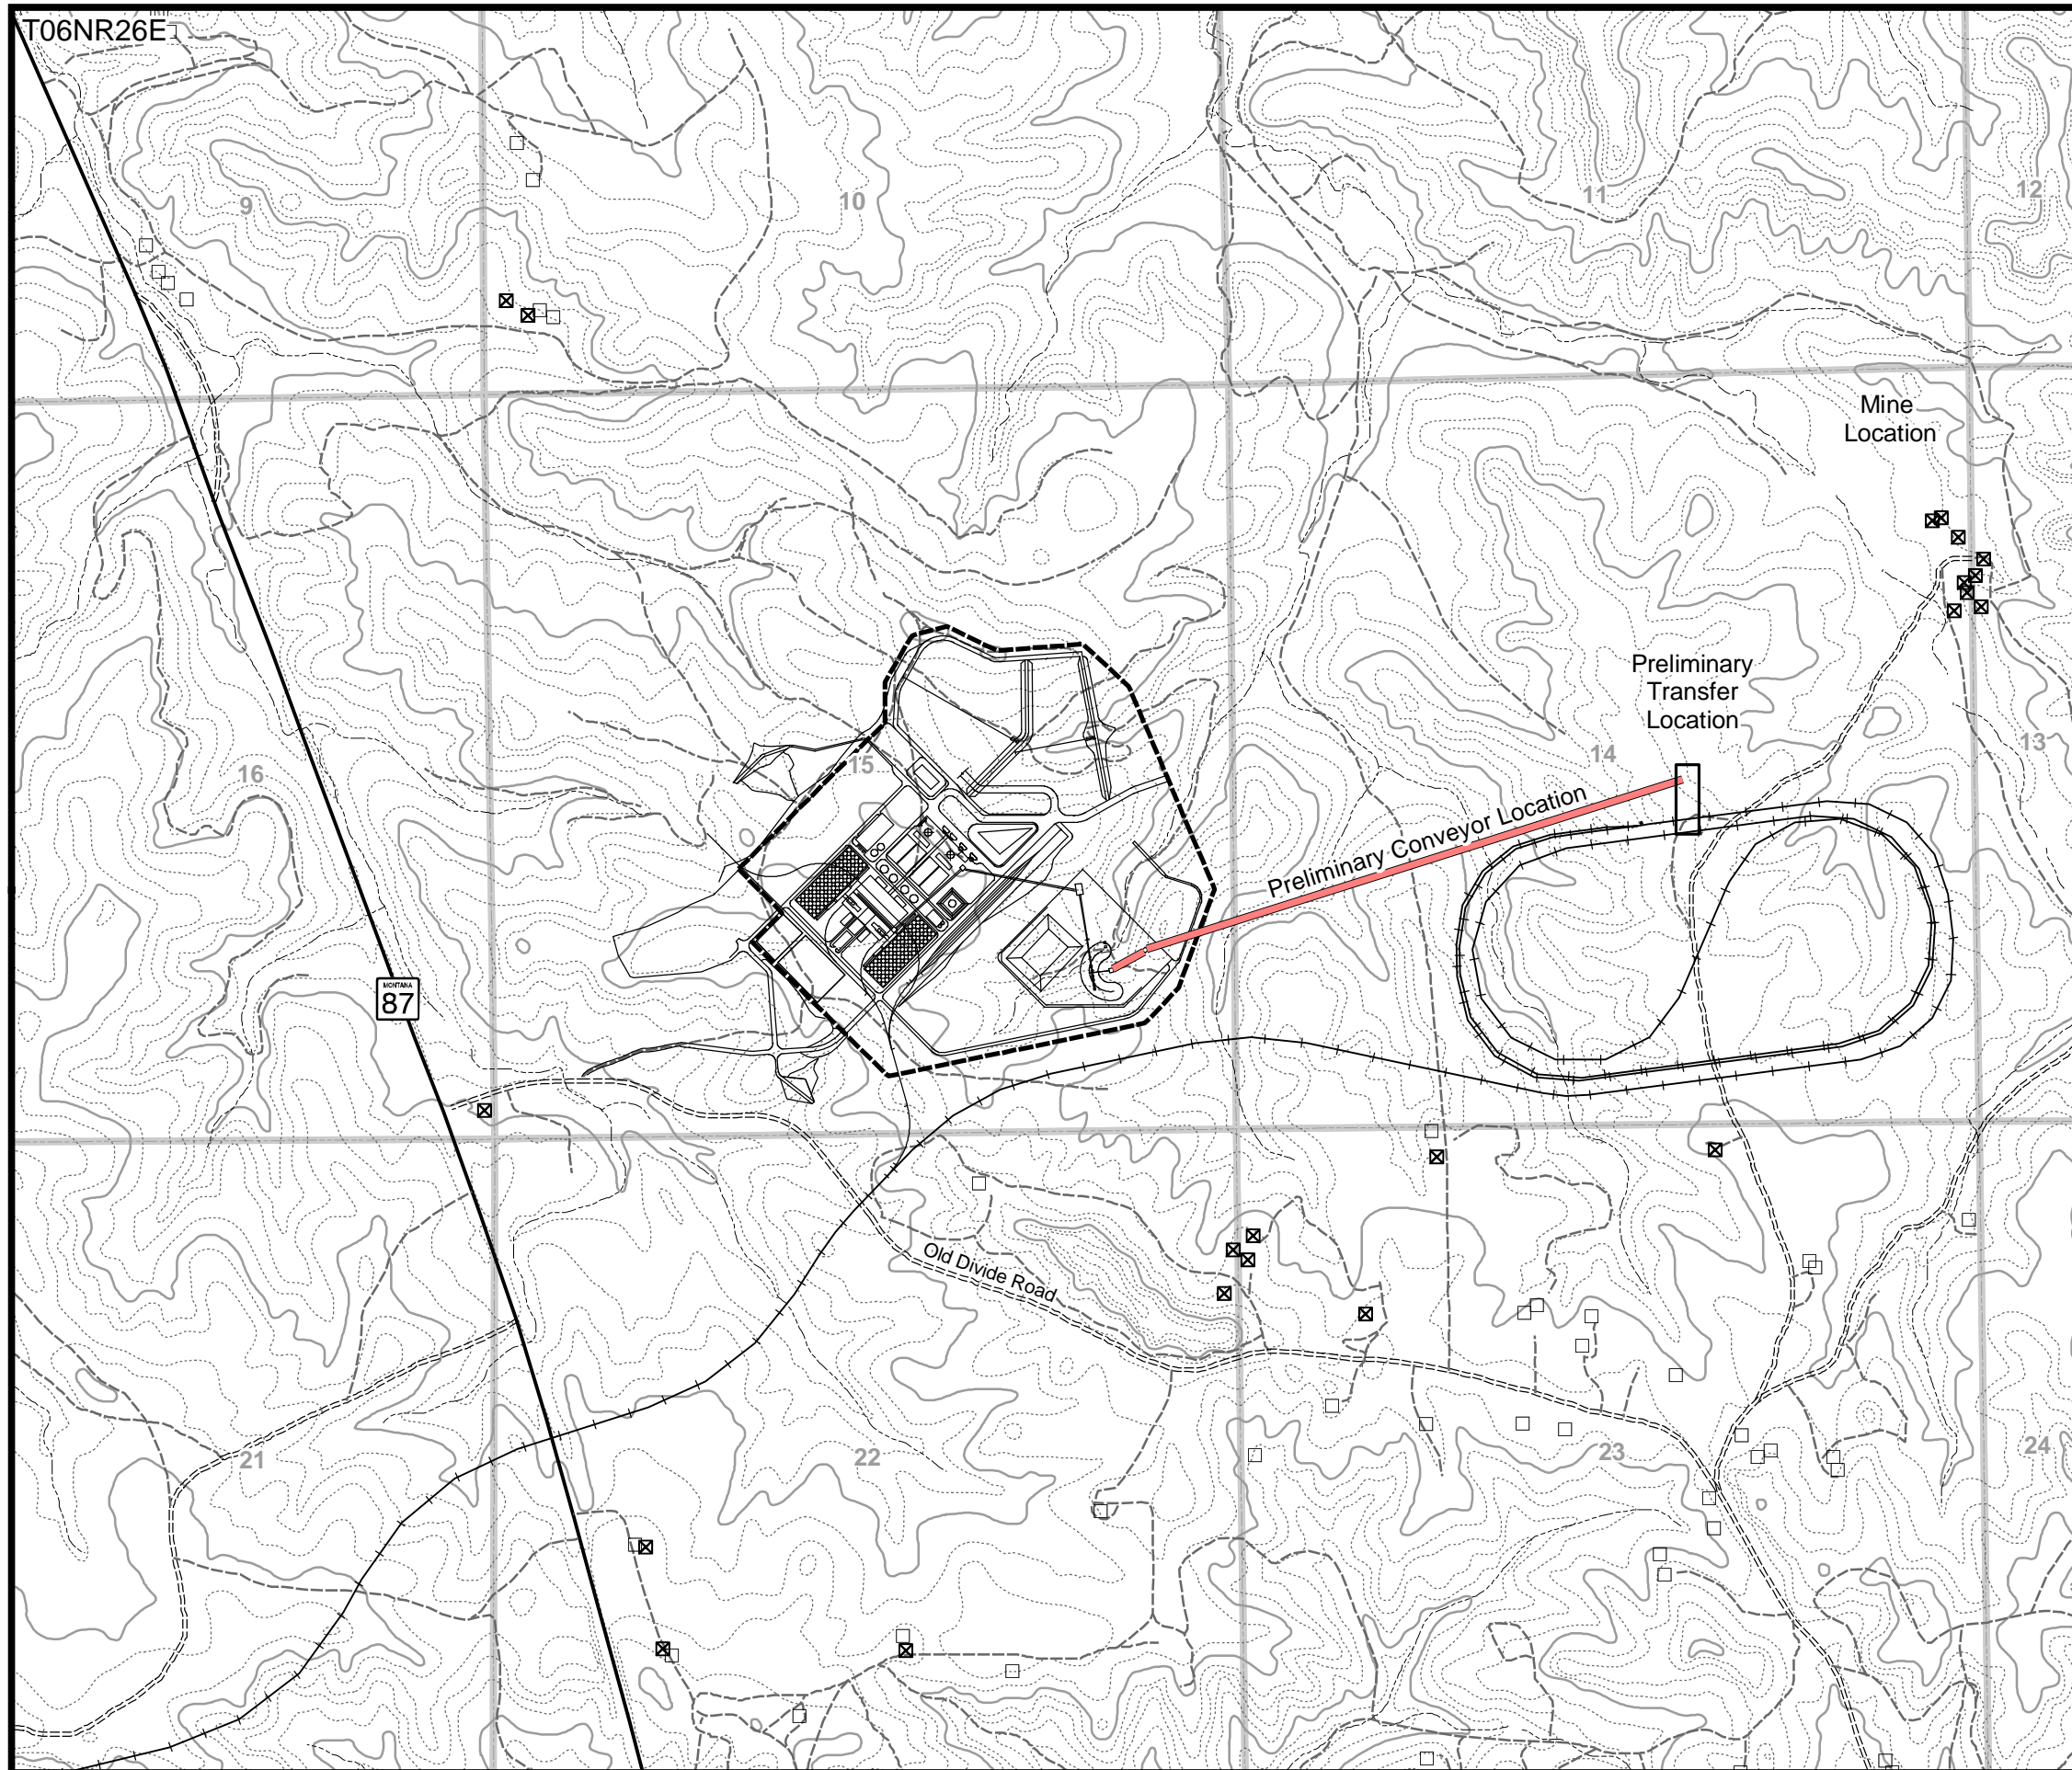 T06NR26E
9
10
11
12
Mine
Location
Preliminary
Transfer
Location
16
15
14
13
Preliminary Conveyor Location
MONTANA
87
Old Divide Road
21
22
23
24